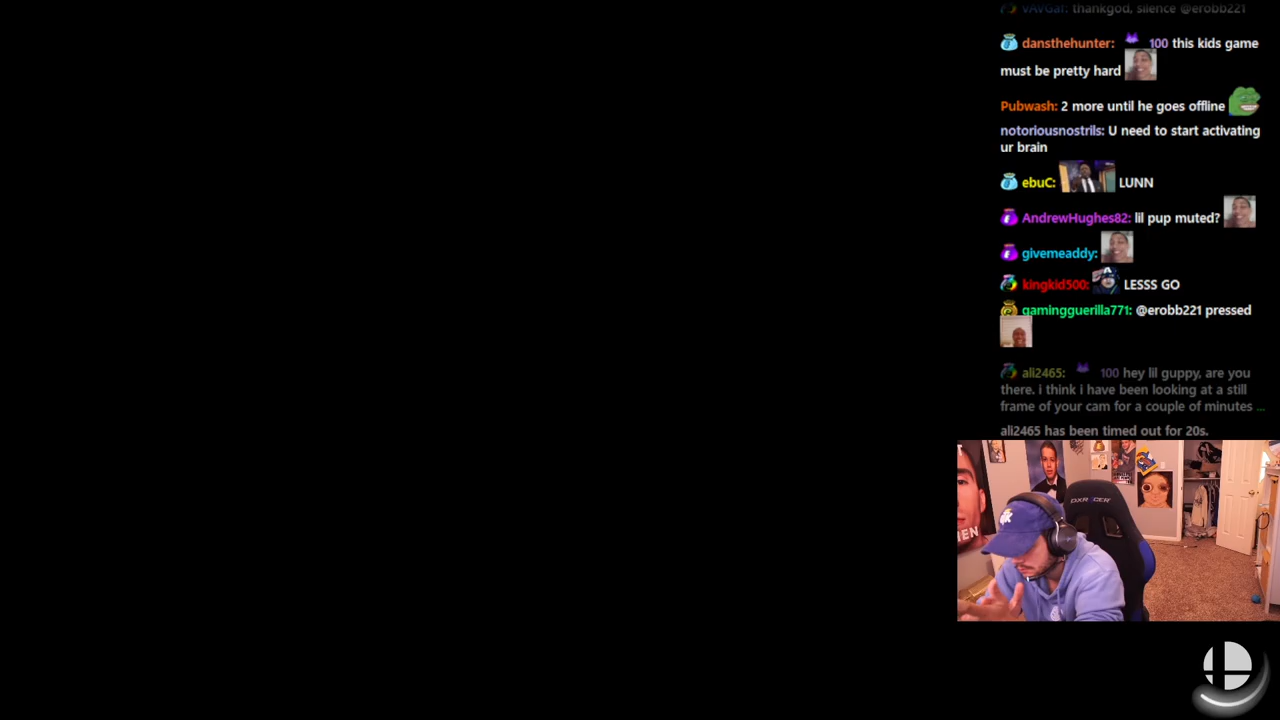 vAVGaf: thankgod, silence @erobb221
dansthehunter: 100 this kids game
must be pretty hard
Pubwash: 2 more until he goes offline
notoriousnostrils: U need to start activating
ur brain
ebuC: LUNN
AndrewHughes82: lil pup muted?
givemeaddy:
kingkid500: LESSS GO
gamingguerilla771: @erobb221 pressed
ali2465: 100 hey lil guppy, are you
there. i think i have been looking at a still
frame of your cam for a couple of minutes ...
ali2465 has been timed out for 20s.
DXRACER